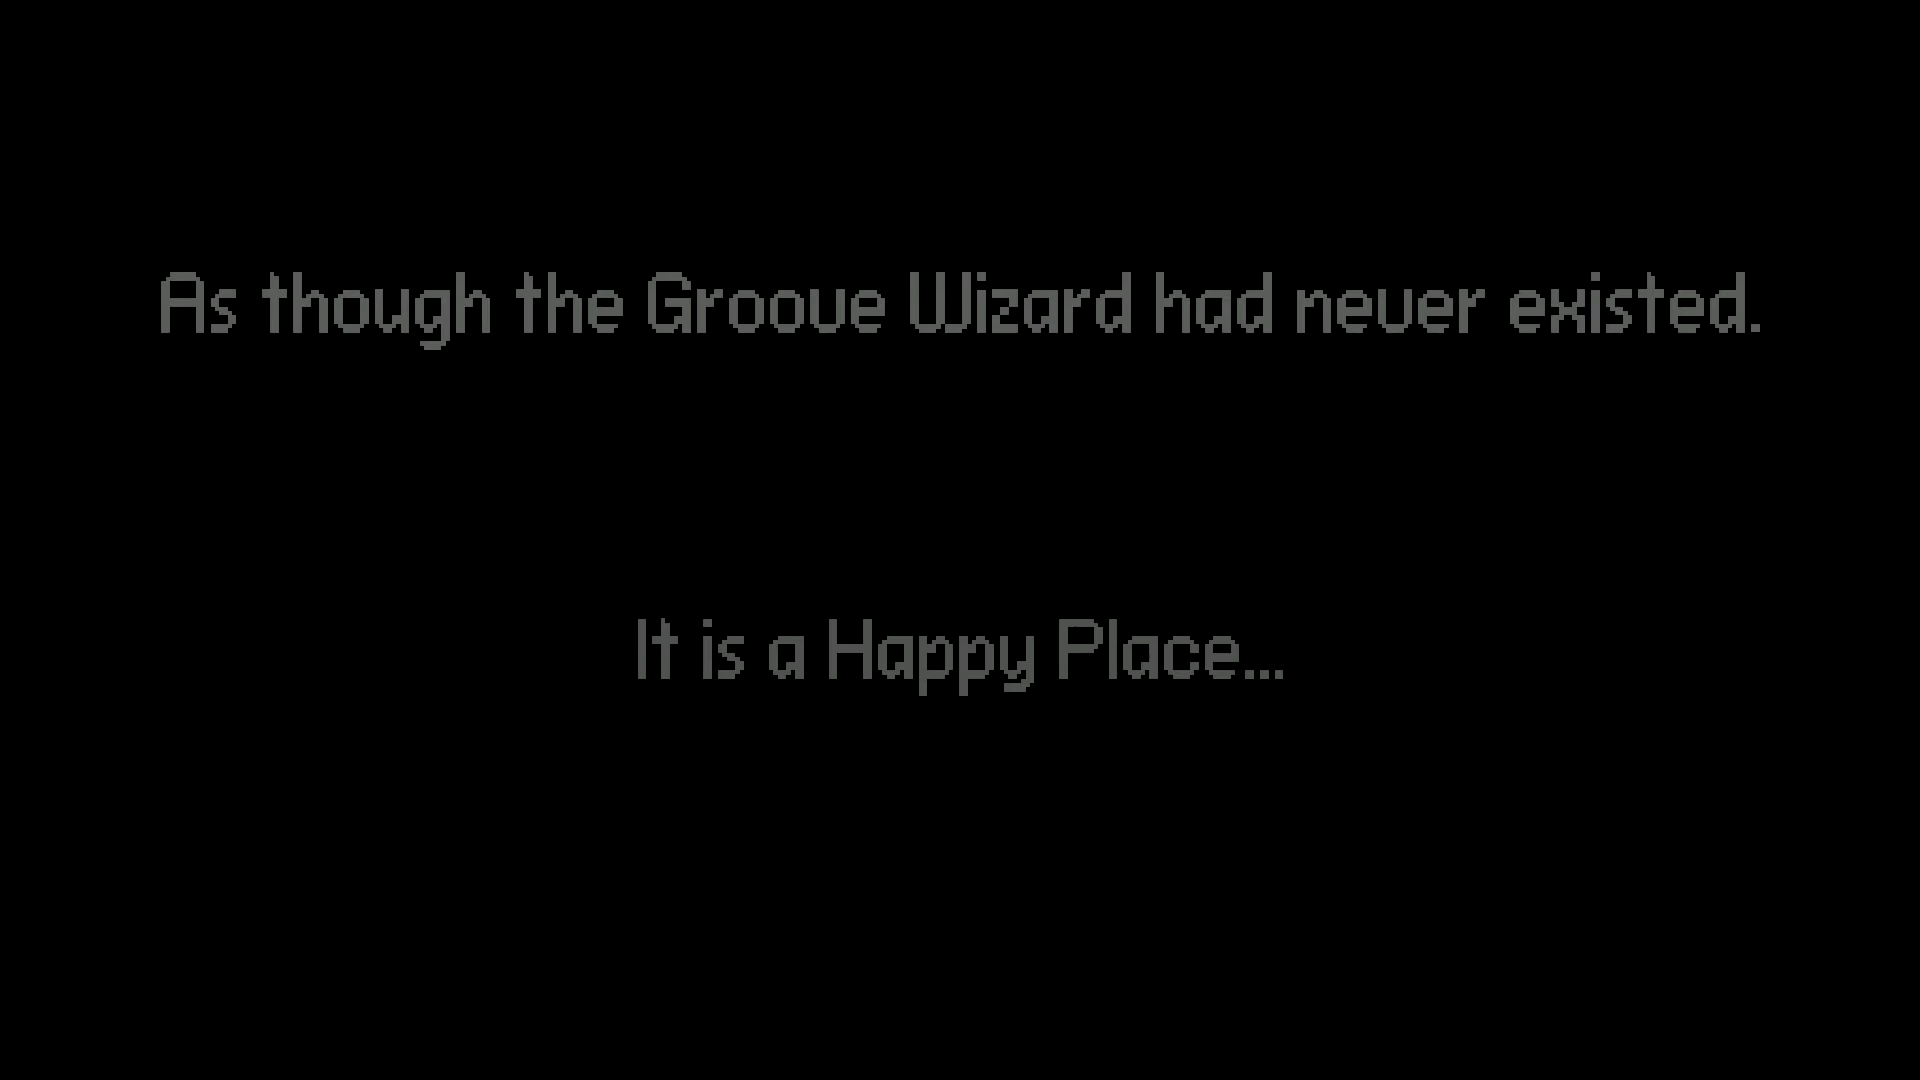 As though the Groove Wizard had never existed.
It is a Happy Place...